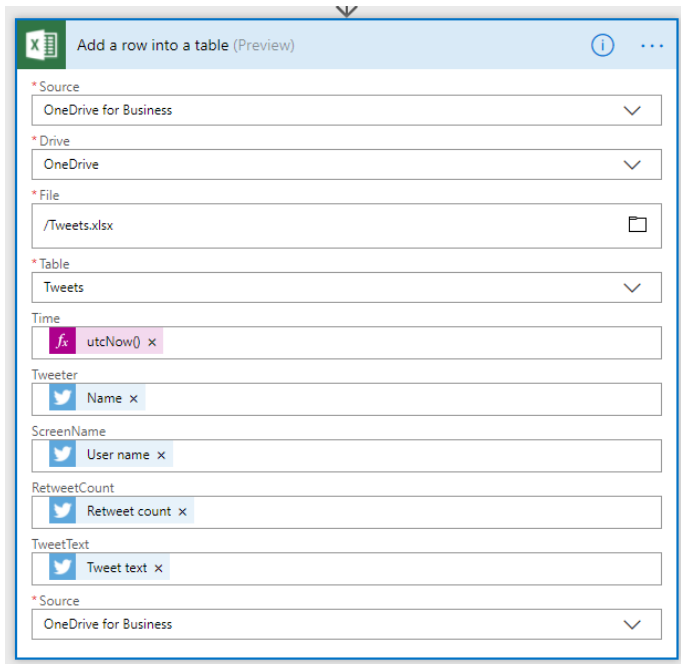 Add a row into a table (Preview)
* Source
OneDrive for Business
* Drive
OneDrive
* File
/Tweets.xlsx
* Table
Tweets
Time
fx utcNow() ×
Tweeter
Name ×
ScreenName
User name ×
RetweetCount
Retweet count ×
TweetText
Tweet text ×
* Source
OneDrive for Business